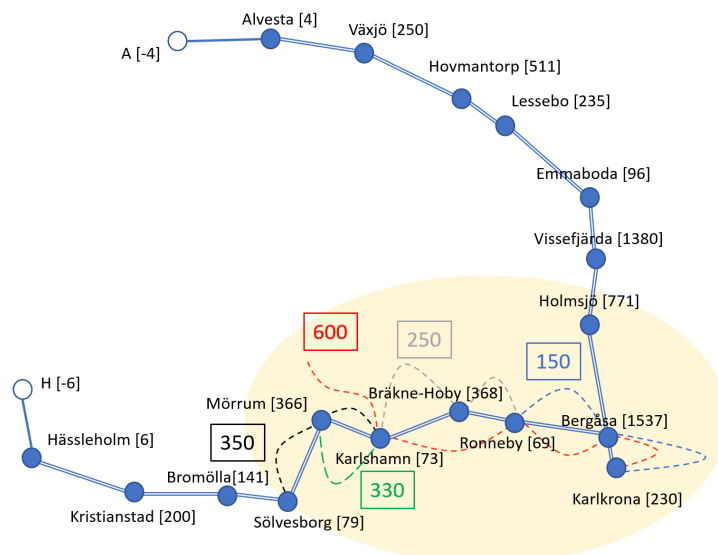 Alvesta [4]
Växjö [250]
A [-4]
Hovmantorp [511]
Lessebo [235]
Emmaboda [96]
Vissefjärda [1380]
Holmsjö [771]
600
250
150
H [-6]
Bräkne-Hoby [368]
Mörrum [366]
Bergåsa [1537]
Hässleholm [6]
350
Ronneby [69]
Karlshamn [73]
Bromölla[141]
330
Karlkrona [230]
Kristianstad [200]
Sölvesborg [79]